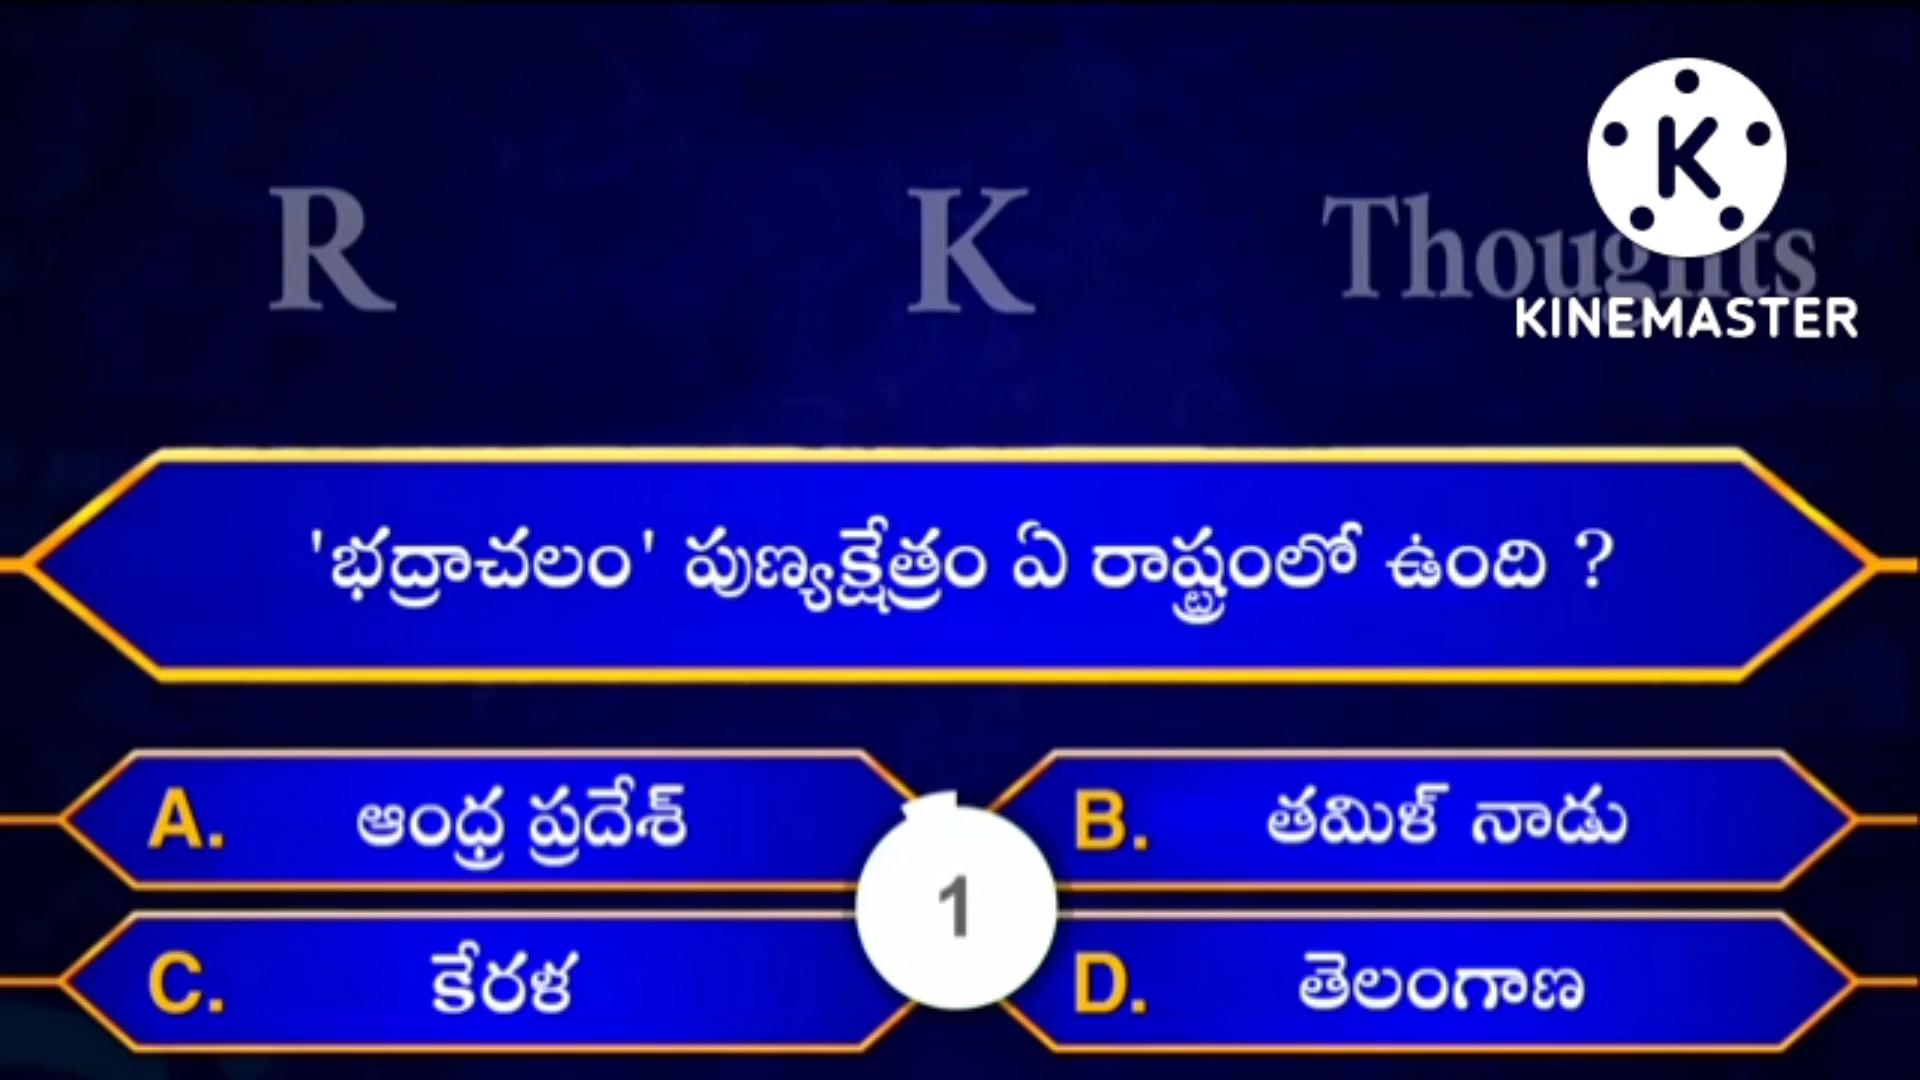 R K Thoughts
KINEMASTER
'భద్రాచలం' పుణ్యక్షేత్రం ఏ రాష్ట్రంలో ఉంది ?
A. ఆంధ్ర ప్రదేశ్
B. తమిళ్ నాడు
1
C. కేరళ
D. తెలంగాణ